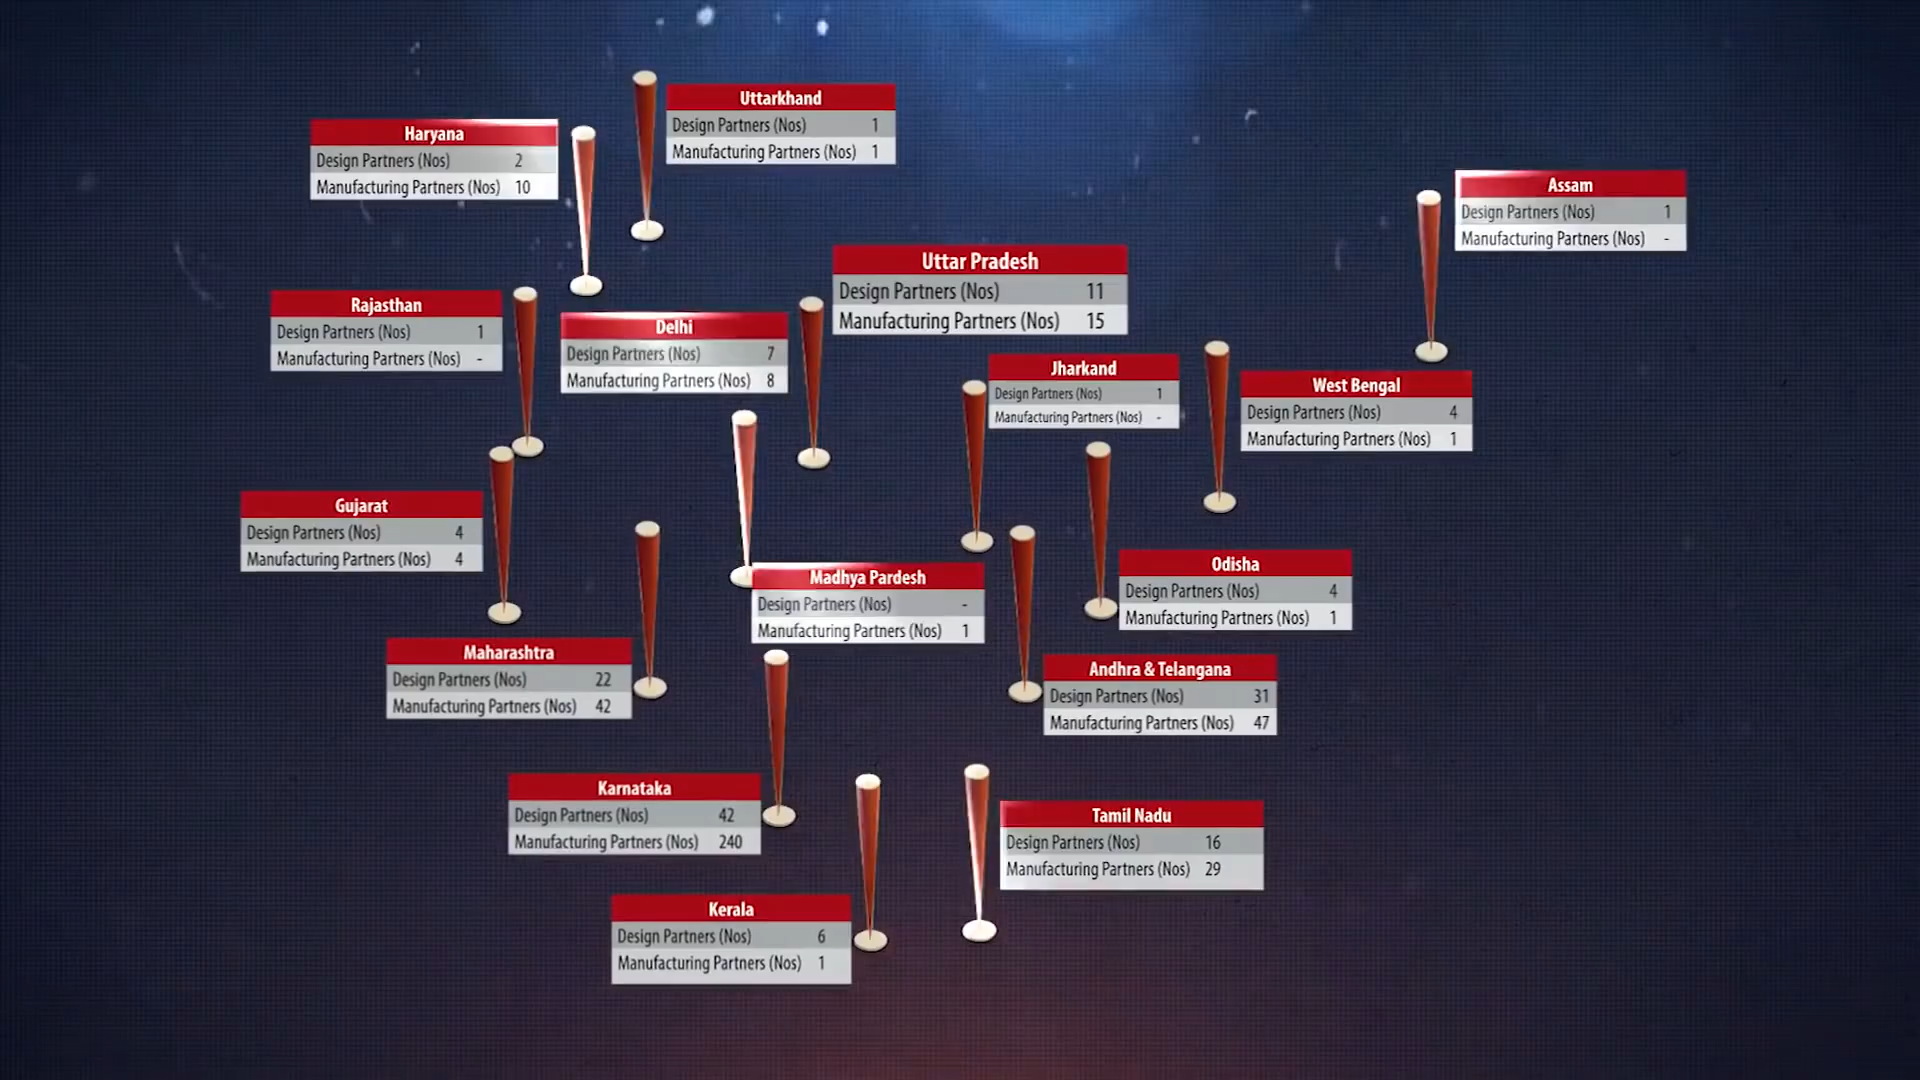 Uttarkhand
Design Partners (Nos) 1
Manufacturing Partners (Nos) 1
Haryana
Design Partners (Nos) 2
Manufacturing Partners (Nos) 10
Assam
Design Partners (Nos) 1
Manufacturing Partners (Nos) -
Uttar Pradesh
Design Partners (Nos) 11
Manufacturing Partners (Nos) 15
Rajasthan
Design Partners (Nos) 1
Manufacturing Partners (Nos) -
Delhi
Design Partners (Nos) 7
Manufacturing Partners (Nos) 8
Jharkand
Design Partners (Nos) 1
Manufacturing Partners (Nos) -
West Bengal
Design Partners (Nos) 4
Manufacturing Partners (Nos) 1
Gujarat
Design Partners (Nos) 4
Manufacturing Partners (Nos) 4
Madhya Pardesh
Design Partners (Nos) -
Manufacturing Partners (Nos) 1
Odisha
Design Partners (Nos) 4
Manufacturing Partners (Nos) 1
Maharashtra
Design Partners (Nos) 22
Manufacturing Partners (Nos) 42
Andhra & Telangana
Design Partners (Nos) 31
Manufacturing Partners (Nos) 47
Karnataka
Design Partners (Nos) 42
Manufacturing Partners (Nos) 240
Tamil Nadu
Design Partners (Nos) 16
Manufacturing Partners (Nos) 29
Kerala
Design Partners (Nos) 6
Manufacturing Partners (Nos) 1